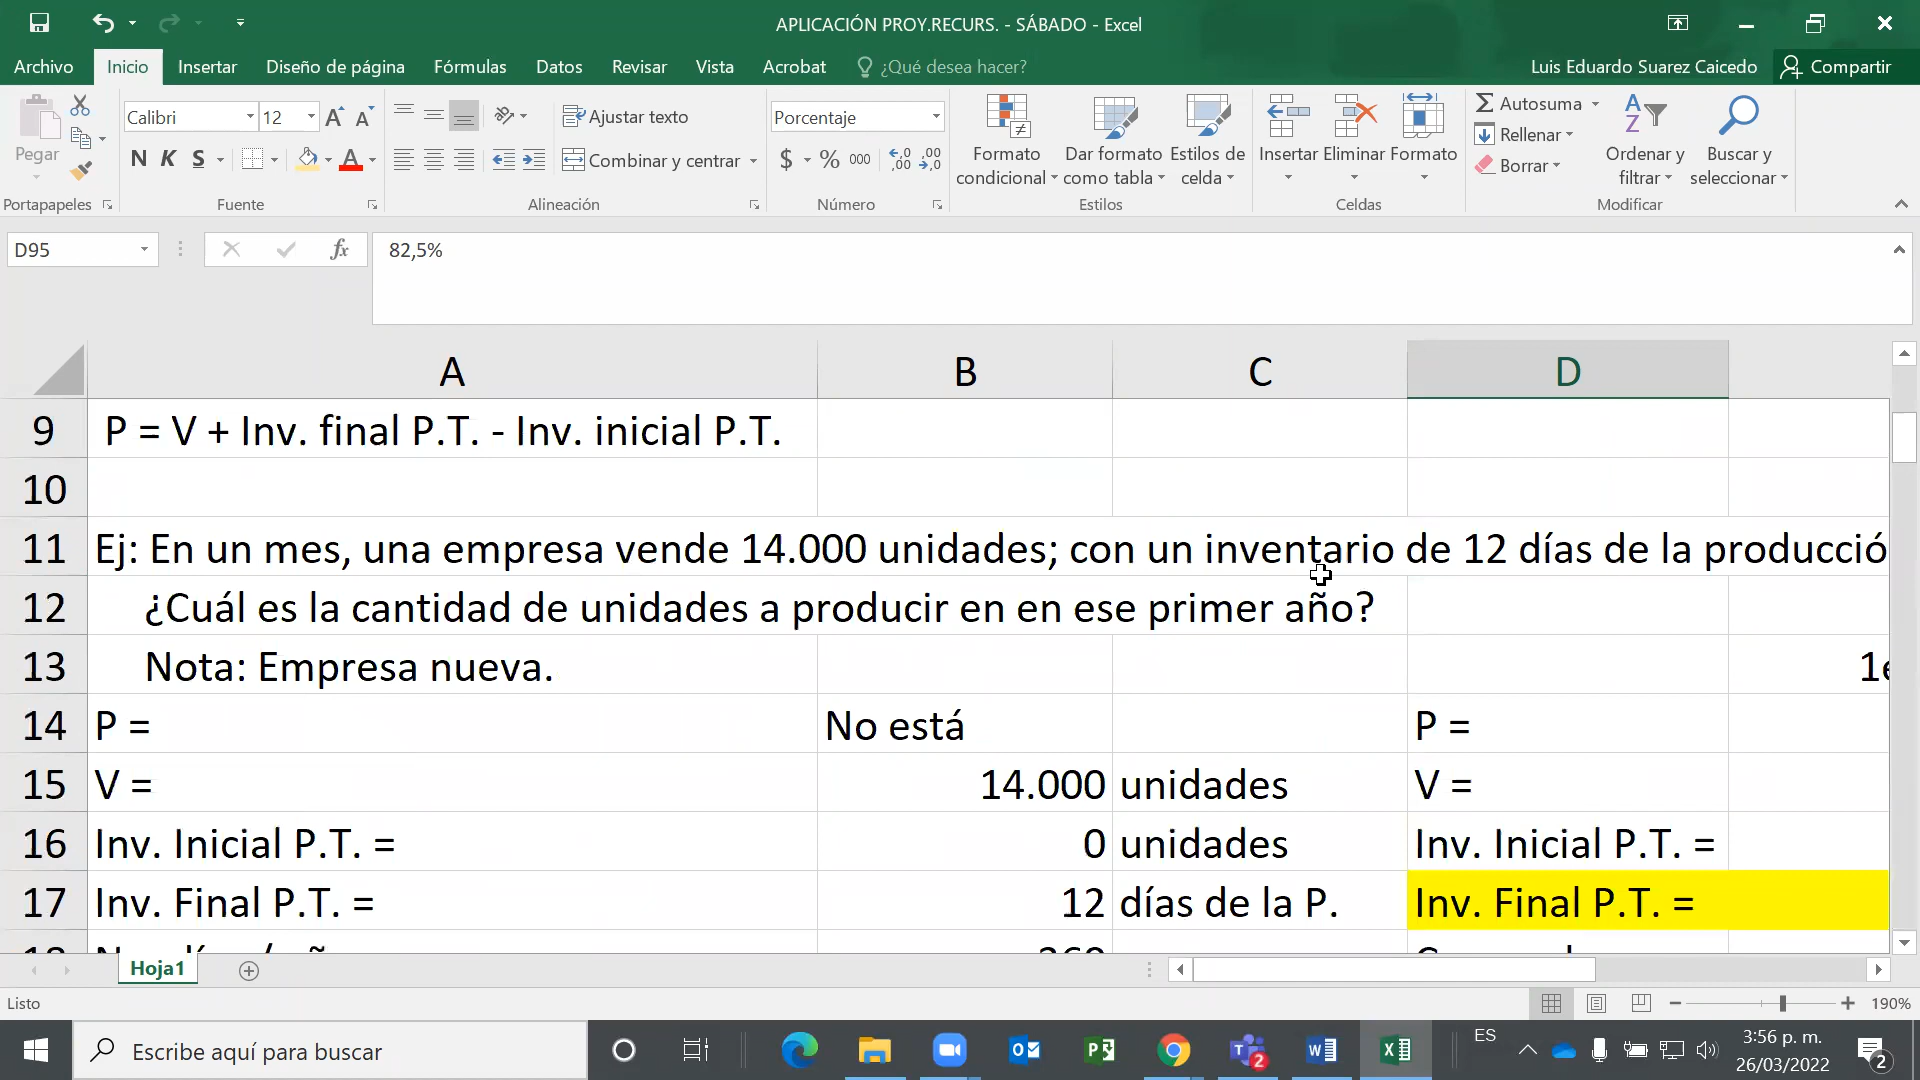 APLICACIÓN PROY.RECURS. - SÁBADO - Excel
Archivo Inicio Insertar Diseño de página Fórmulas Datos Revisar Vista Acrobat ¿Qué desea hacer? Luis Eduardo Suarez Caicedo Compartir
Pegar
Calibri 12
N K S
Ajustar texto
Combinar y centrar
Porcentaje
$ % 000
Formato condicional
Dar formato como tabla
Estilos de celda
Insertar Eliminar Formato
Autosuma
Rellenar
Borrar
Ordenar y filtrar
Buscar y seleccionar
Portapapeles Fuente Alineación Número Estilos Celdas Modificar
D95 fx 82,5%
A B C D
9 P = V + Inv. final P.T. - Inv. inicial P.T.
10
11 Ej: En un mes, una empresa vende 14.000 unidades; con un inventario de 12 días de la producció
12 ¿Cuál es la cantidad de unidades a producir en en ese primer año?
13 Nota: Empresa nueva.
14 P = No está P =
15 V = 14.000 unidades V =
16 Inv. Inicial P.T. = 0 unidades Inv. Inicial P.T. =
17 Inv. Final P.T. = 12 días de la P. Inv. Final P.T. =
Hoja1
Listo 190%
Escribe aquí para buscar
ES
2
3:56 p. m.
26/03/2022
2